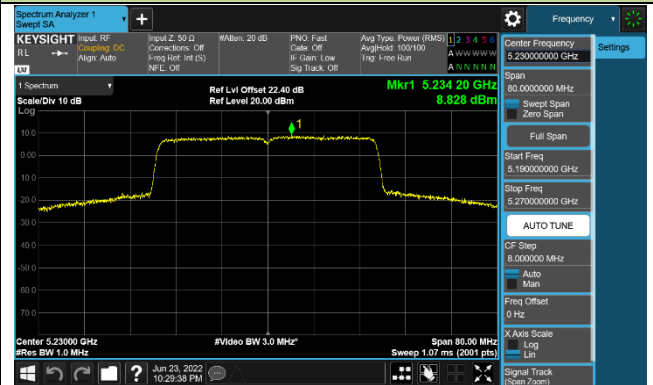 Spectrum Analyzer 1
Swept SA
Frequency
KEYSIGHT
RL
Input: RF
Coupling: DC
Align: Auto
Input Z: 50 Ω
Corrections: Off
Freq Ref: Int (S)
NFE: Off
#Atten: 20 dB
PNO: Fast
Gate: Off
IF Gain: Low
Sig Track: Off
Avg Type: Power (RMS)
Avg|Hold: 100/100
Trig: Free Run
1 2 3 4 5 6
A W W W W W
A N N N N N
1 Spectrum
Scale/Div 10 dB
Log
Ref Lvl Offset 22.40 dB
Ref Level 20.00 dBm
Mkr1 5.234 20 GHz
8.828 dBm
1
10.0
0.00
-10.0
-20.0
-30.0
-40.0
-50.0
-60.0
-70.0
Center 5.23000 GHz
#Res BW 1.0 MHz
#Video BW 3.0 MHz*
Span 80.00 MHz
Sweep 1.07 ms (2001 pts)
Jun 23, 2022
10:29:38 PM
Center Frequency
5.230000000 GHz
Settings
Span
80.0000000 MHz
Swept Span
Zero Span
Full Span
Start Freq
5.190000000 GHz
Stop Freq
5.270000000 GHz
AUTO TUNE
CF Step
8.000000 MHz
Auto
Man
Freq Offset
0 Hz
X Axis Scale
Log
Lin
Signal Track
(Span Zoom)